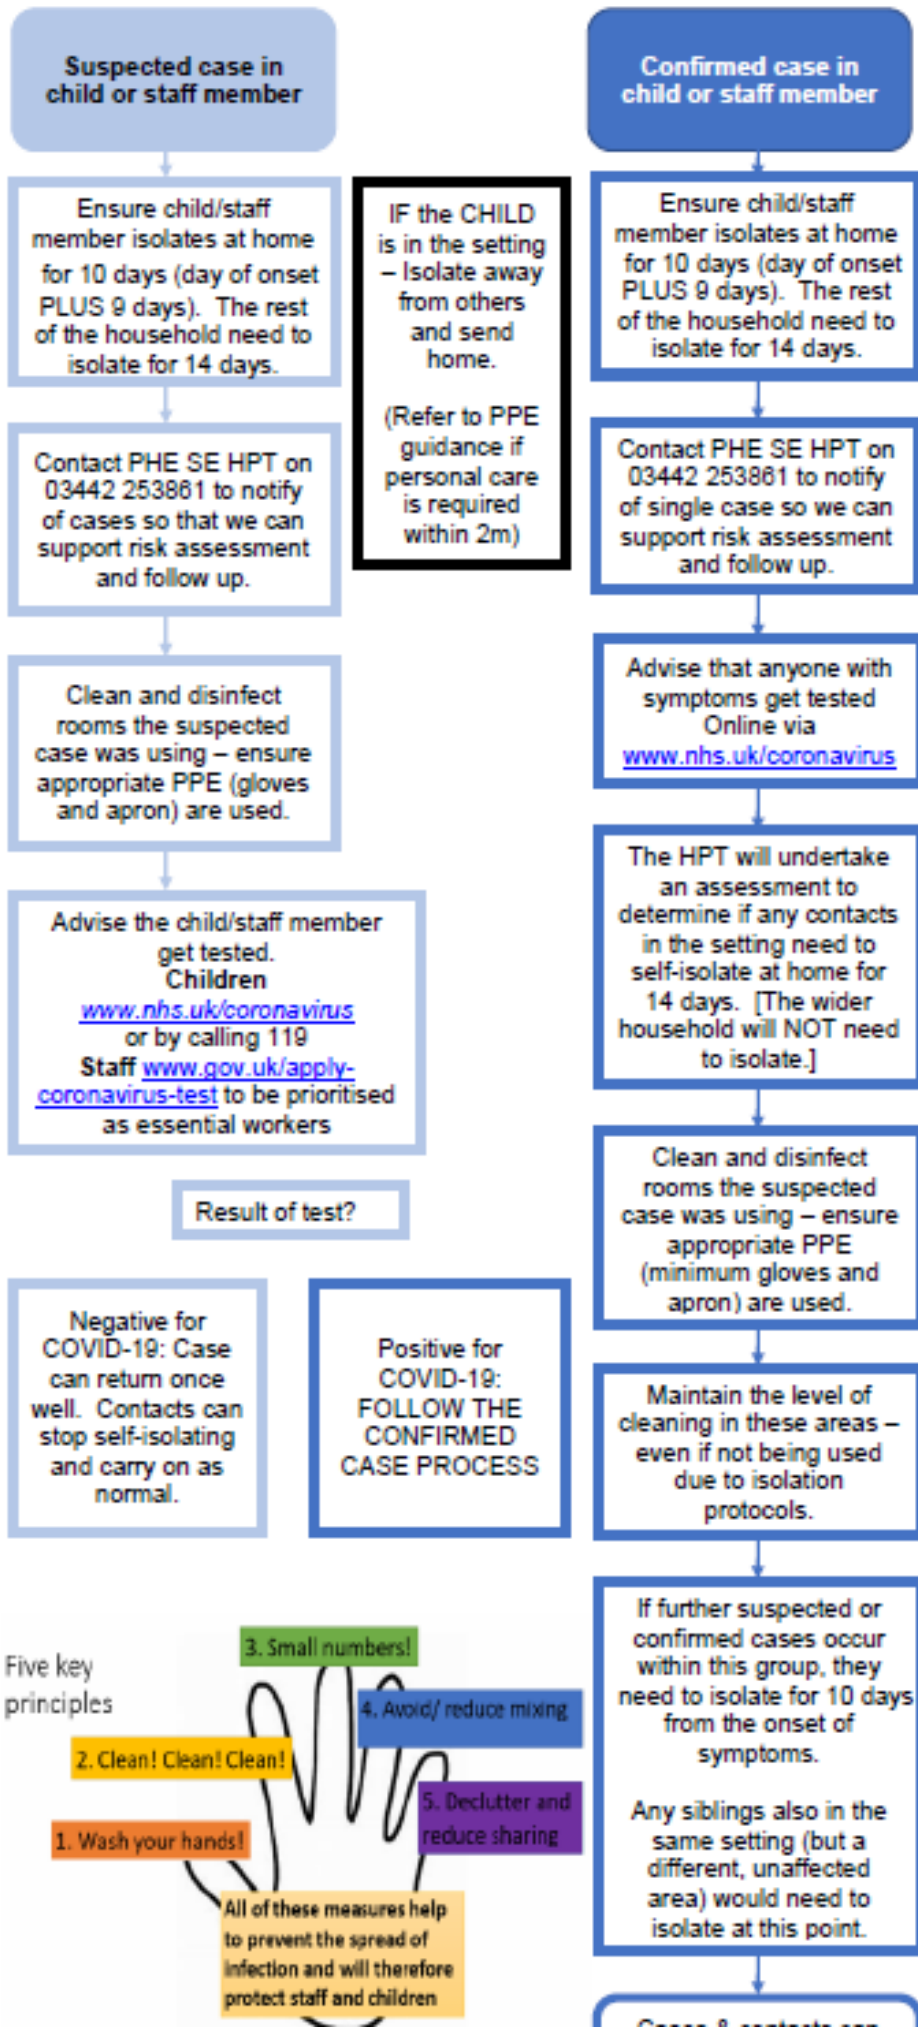 Suspected case in
child or staff member
Ensure child/staff
member isolates at home
for 10 days (day of onset
PLUS 9 days). The rest
of the household need to
isolate for 14 days.
Contact PHE SE HPT on
03442 253861 to notify
of cases so that we can
support risk assessment
and follow up.
Clean and disinfect
rooms the suspected
case was using – ensure
appropriate PPE (gloves
and apron) are used.
Advise the child/staff member
get tested.
Children
www.nhs.uk/coronavirus
or by calling 119
Staff www.gov.uk/apply-
coronavirus-test to be prioritised
as essential workers
IF the CHILD
is in the setting
– Isolate away
from others
and send
home.
(Refer to PPE
guidance if
personal care
is required
within 2m)
Result of test?
Negative for
COVID-19: Case
can return once
well. Contacts can
stop self-isolating
and carry on as
normal.
Positive for
COVID-19:
FOLLOW THE
CONFIRMED
CASE PROCESS
Confirmed case in
child or staff member
Ensure child/staff
member isolates at home
for 10 days (day of onset
PLUS 9 days). The rest
of the household need to
isolate for 14 days.
Contact PHE SE HPT on
03442 253861 to notify
of single case so we can
support risk assessment
and follow up.
Advise that anyone with
symptoms get tested
Online via
www.nhs.uk/coronavirus
The HPT will undertake
an assessment to
determine if any contacts
in the setting need to
self-isolate at home for
14 days. [The wider
household will NOT need
to isolate.]
Clean and disinfect
rooms the suspected
case was using – ensure
appropriate PPE
(minimum gloves and
apron) are used.
Maintain the level of
cleaning in these areas –
even if not being used
due to isolation
protocols.
If further suspected or
confirmed cases occur
within this group, they
need to isolate for 10 days
from the onset of
symptoms.
Any siblings also in the
same setting (but a
different, unaffected
area) would need to
isolate at this point.
Cases & contacts can
Five key
principles
1. Wash your hands!
2. Clean! Clean! Clean!
3. Small numbers!
4. Avoid/ reduce mixing
5. Declutter and
reduce sharing
All of these measures help
to prevent the spread of
infection and will therefore
protect staff and children